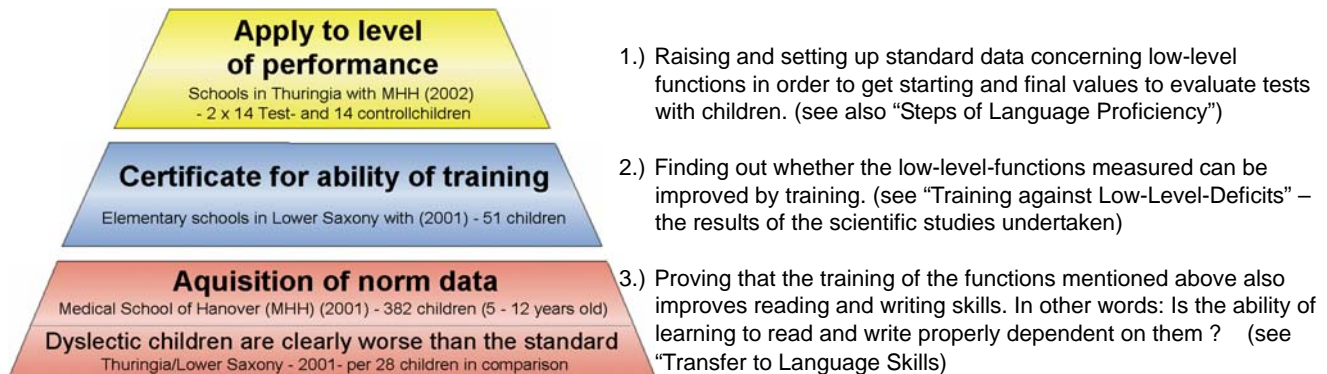 Apply to level
of performance
Schools in Thuringia with MHH (2002)
- 2 x 14 Test- and 14 controllchildren
Certificate for ability of training
Elementary schools in Lower Saxony with (2001) - 51 children
Aquisition of norm data
Medical School of Hanover (MHH) (2001) - 382 children (5 - 12 years old)
Dyslectic children are clearly worse than the standard
Thuringia/Lower Saxony - 2001- per 28 children in comparison
1.) Raising and setting up standard data concerning low-level
functions in order to get starting and final values to evaluate tests
with children. (see also “Steps of Language Proficiency”)
2.) Finding out whether the low-level-functions measured can be
improved by training. (see “Training against Low-Level-Deficits” –
the results of the scientific studies undertaken)
3.) Proving that the training of the functions mentioned above also
improves reading and writing skills. In other words: Is the ability of
learning to read and write properly dependent on them ? (see
“Transfer to Language Skills)